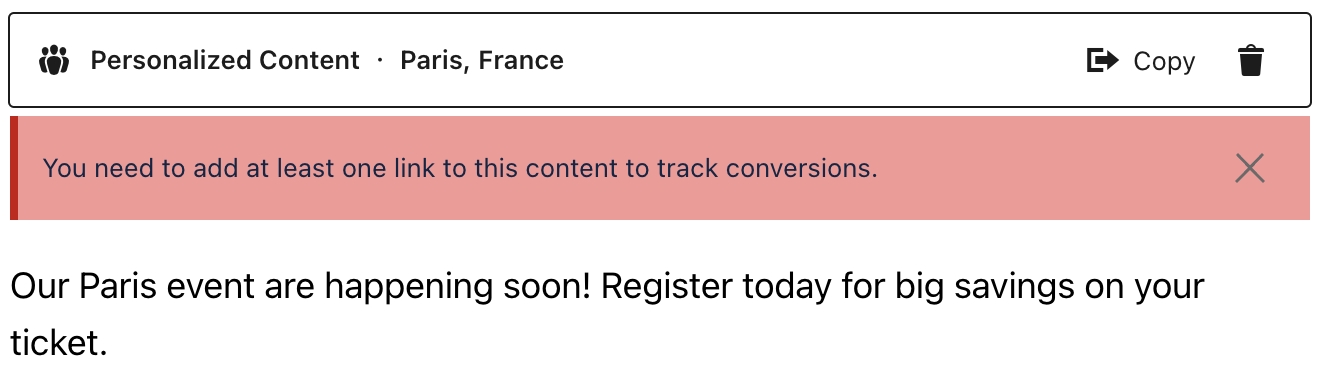 Personalized Content · Paris, France Copy
You need to add at least one link to this content to track conversions.
Our Paris event are happening soon! Register today for big savings on your
ticket.